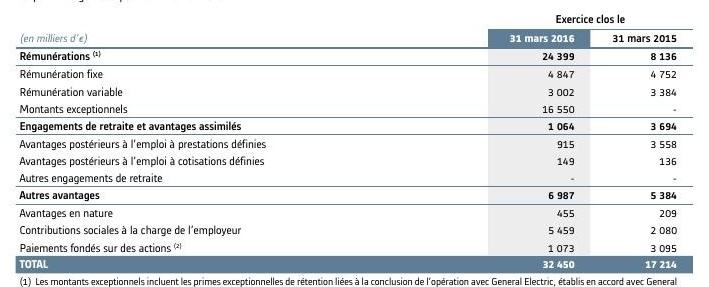 Exercice clos le
(en milliers d'€) 31 mars 2016 31 mars 2015
Rémunérations (1) 24 399 8 136
Rémunération fixe 4 847 4 752
Rémunération variable 3 002 3 384
Montants exceptionnels 16 550 -
Engagements de retraite et avantages assimilés 1 064 3 694
Avantages postérieurs à l'emploi à prestations définies 915 3 558
Avantages postérieurs à l'emploi à cotisations définies 149 136
Autres engagements de retraite - -
Autres avantages 6 987 5 384
Avantages en nature 455 209
Contributions sociales à la charge de l'employeur 5 459 2 080
Paiements fondés sur des actions (2) 1 073 3 095
TOTAL 32 450 17 214
(1) Les montants exceptionnels incluent les primes exceptionnelles de rétention liées à la conclusion de l'opération avec General Electric, établis en accord avec General